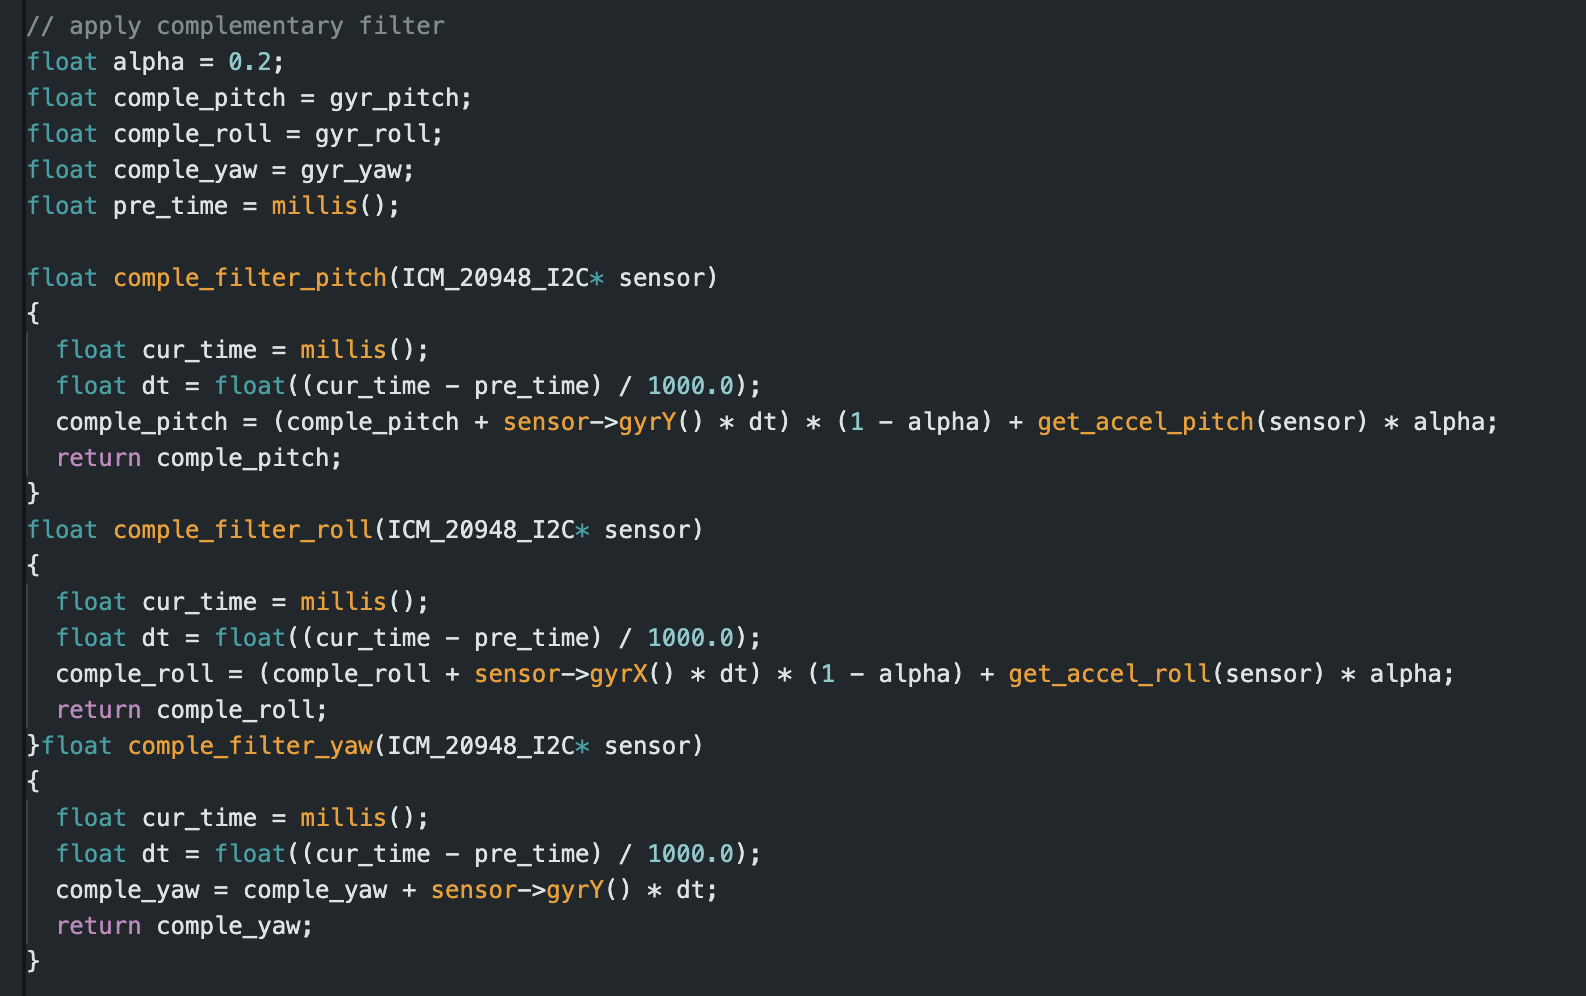 // apply complementary filter
float alpha = 0.2;
float comple_pitch = gyr_pitch;
float comple_roll = gyr_roll;
float comple_yaw = gyr_yaw;
float pre_time = millis();
float comple_filter_pitch(ICM_20948_I2C* sensor)
{
  float cur_time = millis();
  float dt = float((cur_time - pre_time) / 1000.0);
  comple_pitch = (comple_pitch + sensor->gyrY() * dt) * (1 - alpha) + get_accel_pitch(sensor) * alpha;
  return comple_pitch;
}
float comple_filter_roll(ICM_20948_I2C* sensor)
{
  float cur_time = millis();
  float dt = float((cur_time - pre_time) / 1000.0);
  comple_roll = (comple_roll + sensor->gyrX() * dt) * (1 - alpha) + get_accel_roll(sensor) * alpha;
  return comple_roll;
}float comple_filter_yaw(ICM_20948_I2C* sensor)
{
  float cur_time = millis();
  float dt = float((cur_time - pre_time) / 1000.0);
  comple_yaw = comple_yaw + sensor->gyrY() * dt;
  return comple_yaw;
}